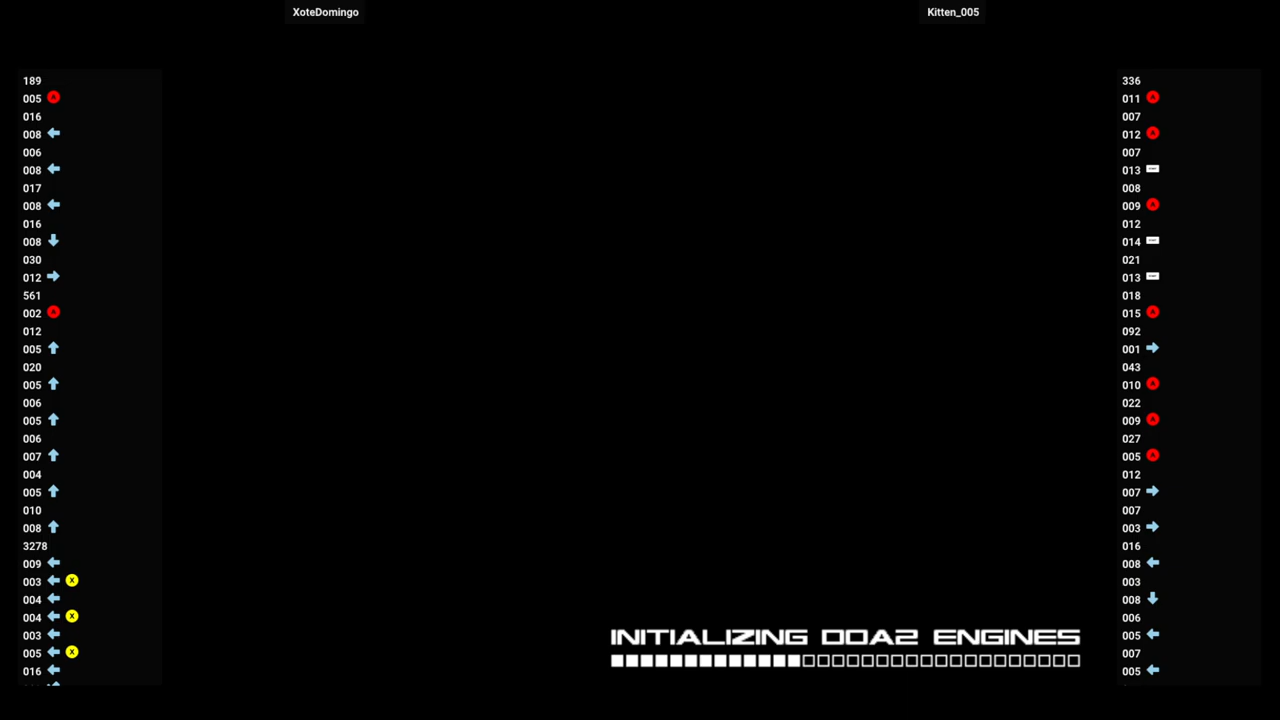 XoteDomingo
Kitten_005
189
005 A
016
008
006
008
017
008
016
008
030
012
561
002 A
012
005
020
005
006
005
006
007
004
005
010
008
3278
009
003 X
004
004 X
003
005 X
016
336
011 A
007
012 A
007
013 START
008
009 A
012
014 START
021
013 START
018
015 A
092
001
043
010 A
022
009 A
027
005 A
012
007
007
003
016
008
003
008
006
005
007
005
INITIALIZING DOA2 ENGINES